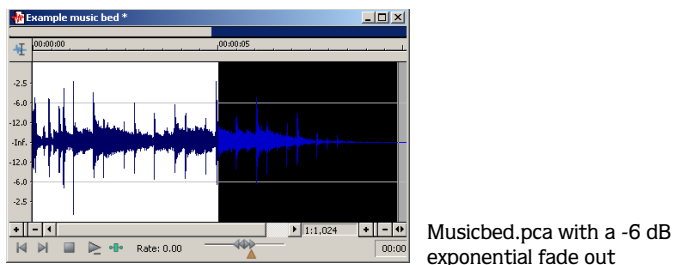 Example music bed *
00:00:00 00:00:05
-2.5
-6.0
-12.0
-Inf.
-12.0
-6.0
-2.5
1:1,024
Rate: 0.00 00:00
Musicbed.pca with a -6 dB
exponential fade out